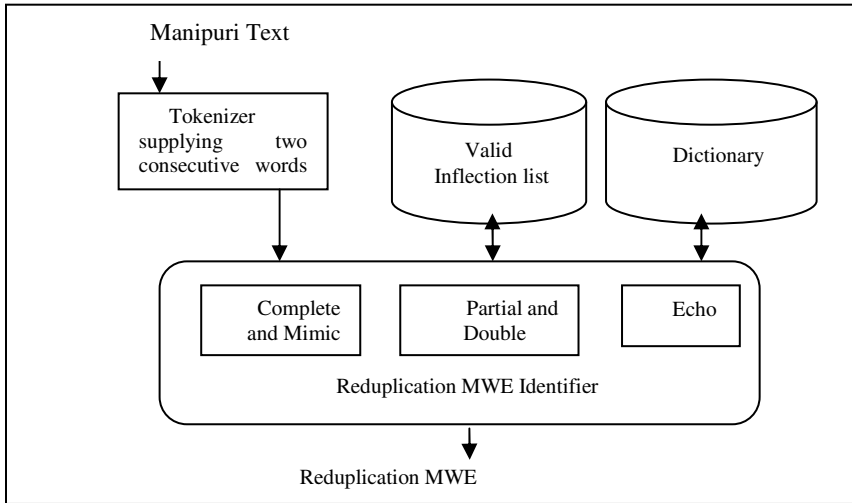 Manipuri Text
Tokenizer
supplying two
consecutive words
Valid
Inflection list
Dictionary
Complete
and Mimic
Partial and
Double
Echo
Reduplication MWE Identifier
Reduplication MWE